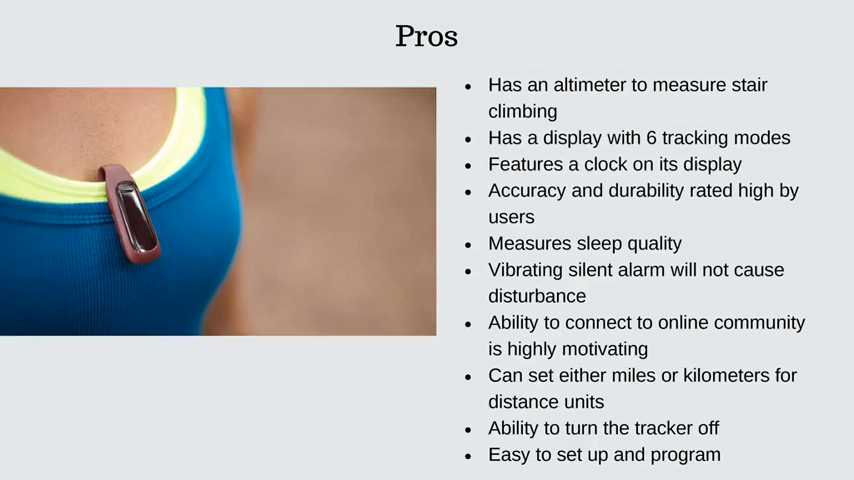 Pros
• Has an altimeter to measure stair
climbing
• Has a display with 6 tracking modes
• Features a clock on its display
• Accuracy and durability rated high by
users
• Measures sleep quality
• Vibrating silent alarm will not cause
disturbance
• Ability to connect to online community
is highly motivating
• Can set either miles or kilometers for
distance units
• Ability to turn the tracker off
• Easy to set up and program